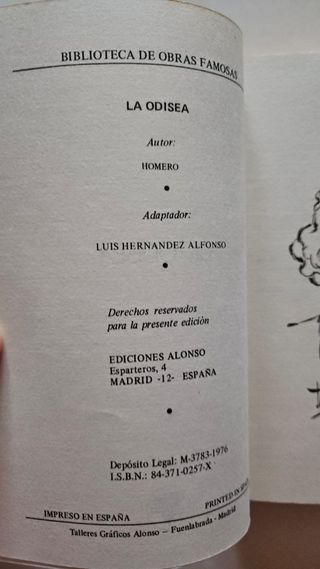 BIBLIOTECA DE OBRAS FAMOSAS
LA ODISEA
Autor:
HOMERO
Adaptador:
LUIS HERNANDEZ ALFONSO
Derechos reservados
para la presente edición
EDICIONES ALONSO
Esparteros, 4
MADRID -12- ESPAÑA
Depósito Legal: M-3783-1976
I.S.B.N.: 84-371-0257-X
PRINTED IN
IMPRESO EN ESPAÑA
Talleres Gráficos Alonso — Fuenlabrada - Madrid